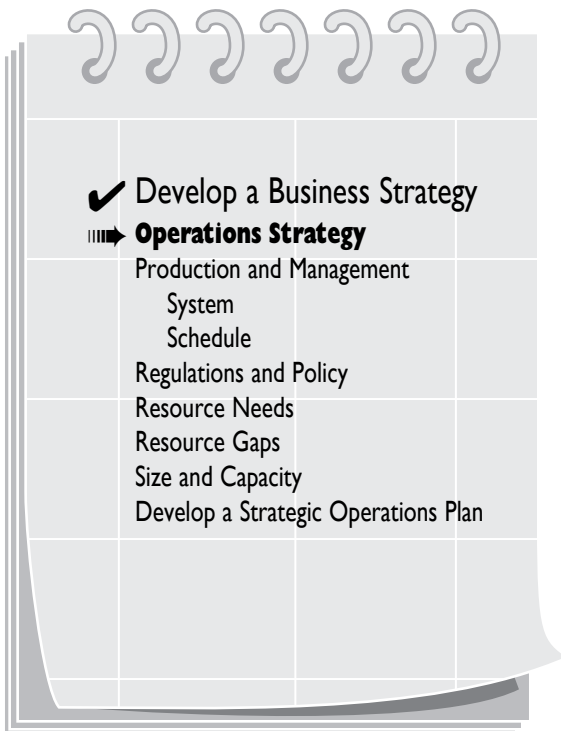 ✔ Develop a Business Strategy
Operations Strategy
Production and Management
System
Schedule
Regulations and Policy
Resource Needs
Resource Gaps
Size and Capacity
Develop a Strategic Operations Plan